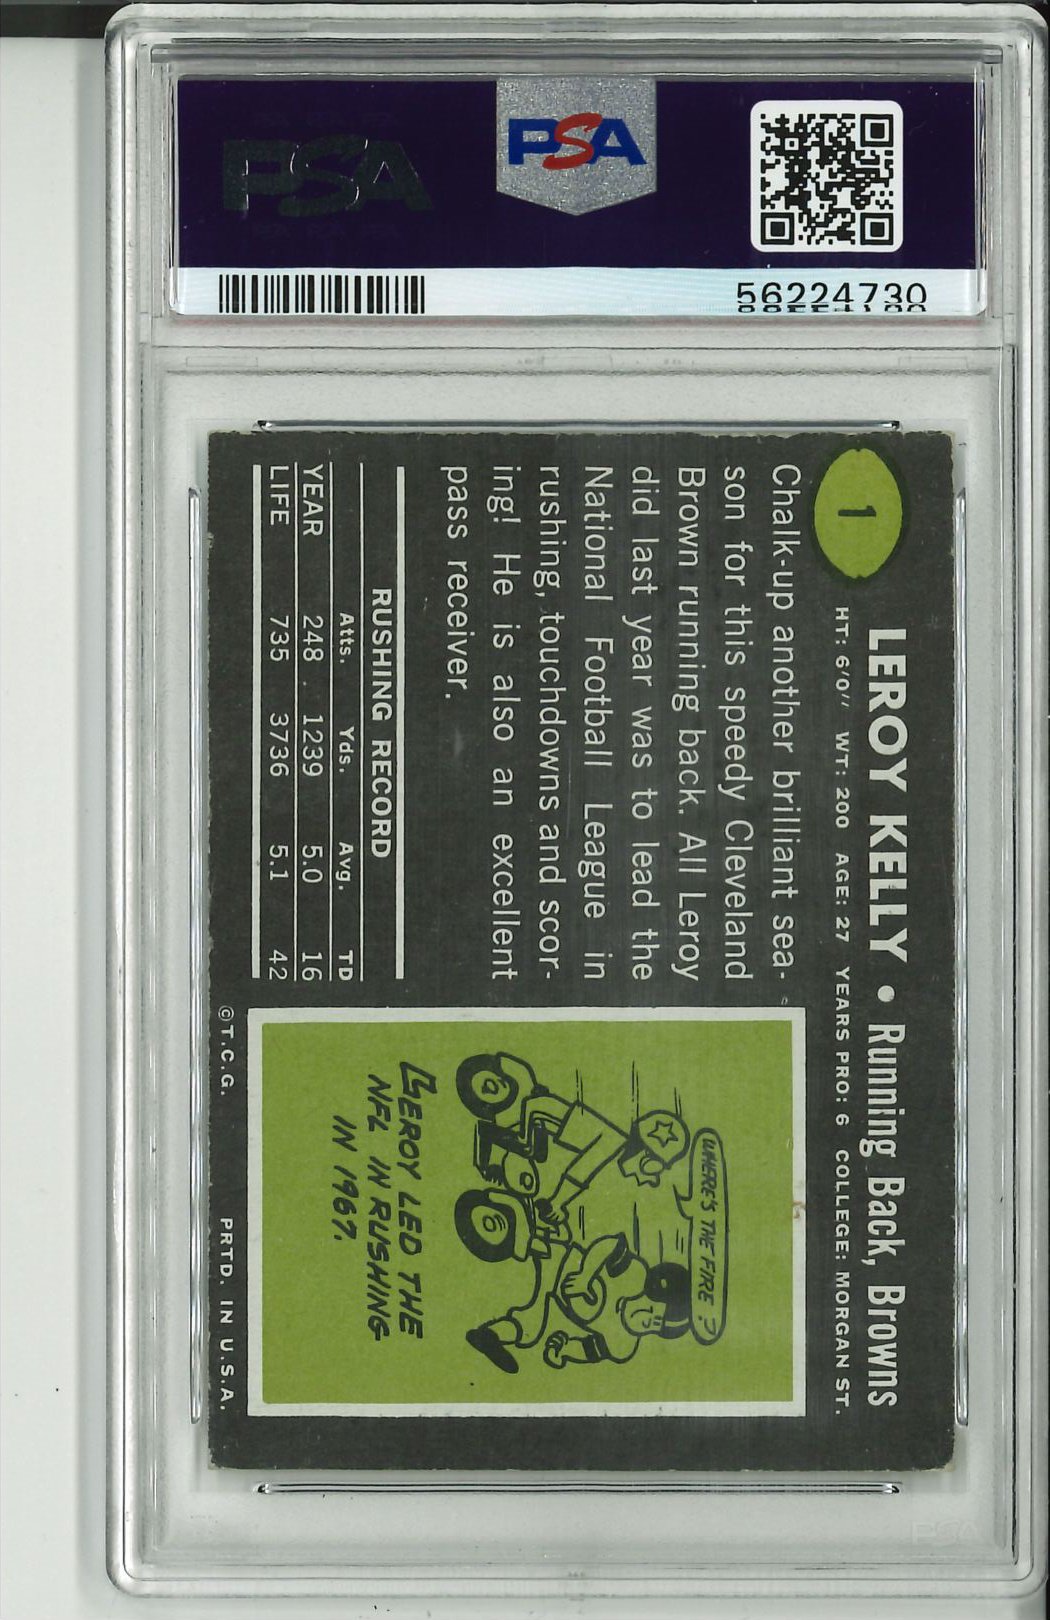 PSA
PSA
56224730
1
LEROY KELLY • Running Back, Browns
HT: 6'0" WT: 200 AGE: 27 YEARS PRO: 6 COLLEGE: MORGAN ST.
Chalk-up another brilliant sea-
son for this speedy Cleveland
Brown running back. All Leroy
did last year was to lead the
National Football League in
rushing, touchdowns and scor-
ing! He is also an excellent
pass receiver.
RUSHING RECORD
Atts. Yds. Avg. TD
YEAR 248 1239 5.0 16
LIFE 735 3736 5.1 42
WHERE'S THE FIRE?
LEROY LED THE
NFL IN RUSHING
IN 1967.
©T.C.G. PRTD. IN U.S.A.
PSA